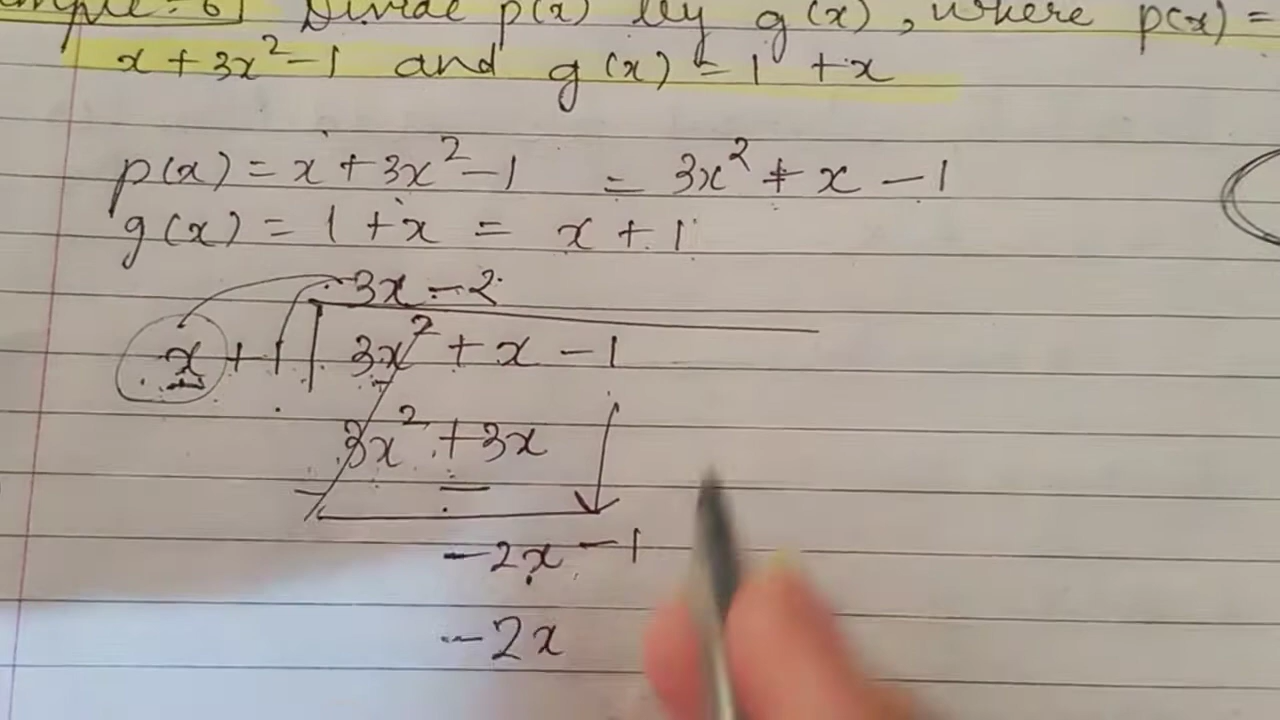 Divide p(x) by g(x), where p(x) =
x + 3x² - 1 and g(x) = 1 + x
p(x) = x + 3x² - 1 = 3x² + x - 1
g(x) = 1 + x = x + 1
3x - 2
x + 1 3x² + x - 1
3x² + 3x
- -
-2x - 1
-2x